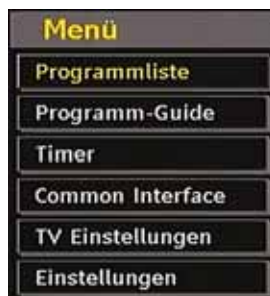 Menü
Programmliste
Programm-Guide
Timer
Common Interface
TV Einstellungen
Einstellungen